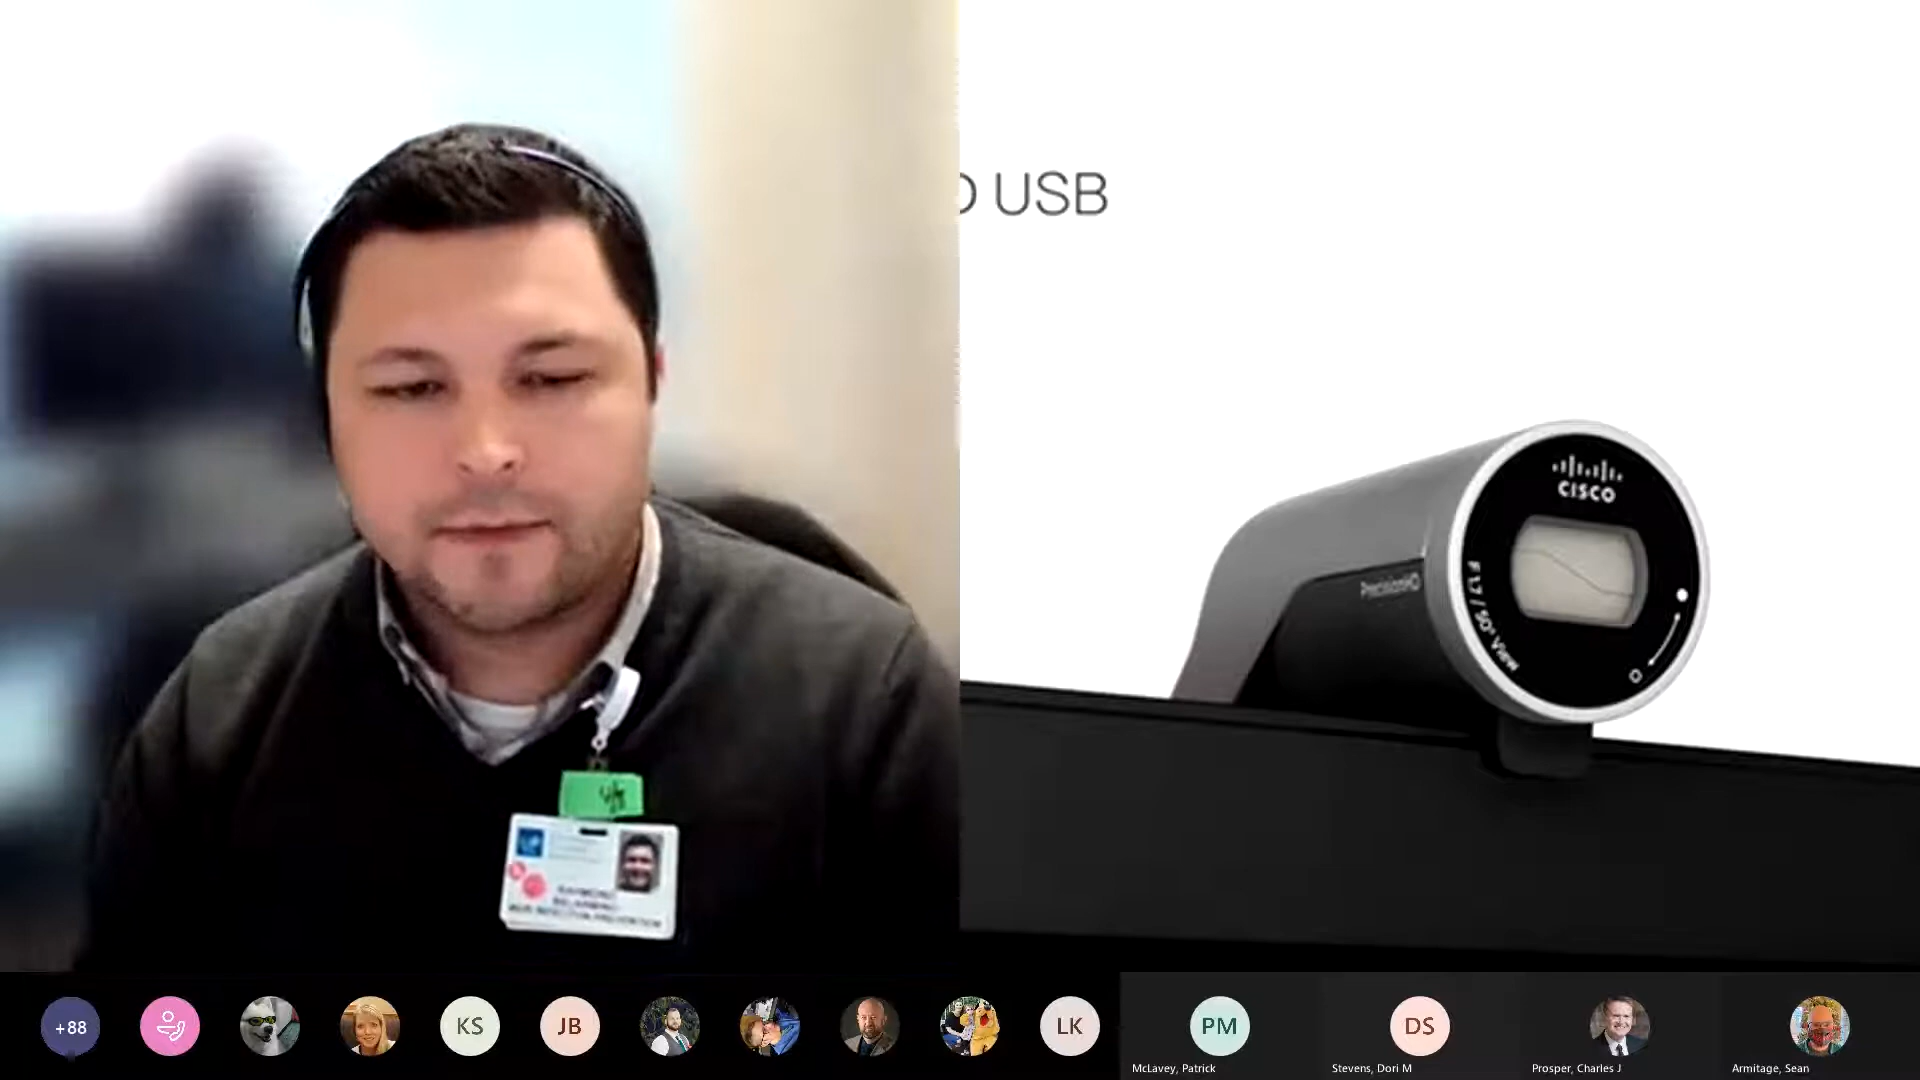 USB
CISCO
PrecisionHD
F1.7 / 50° View
+88
KS
JB
LK
PM
DS
McLavey, Patrick
Stevens, Dori M
Prosper, Charles J
Armitage, Sean